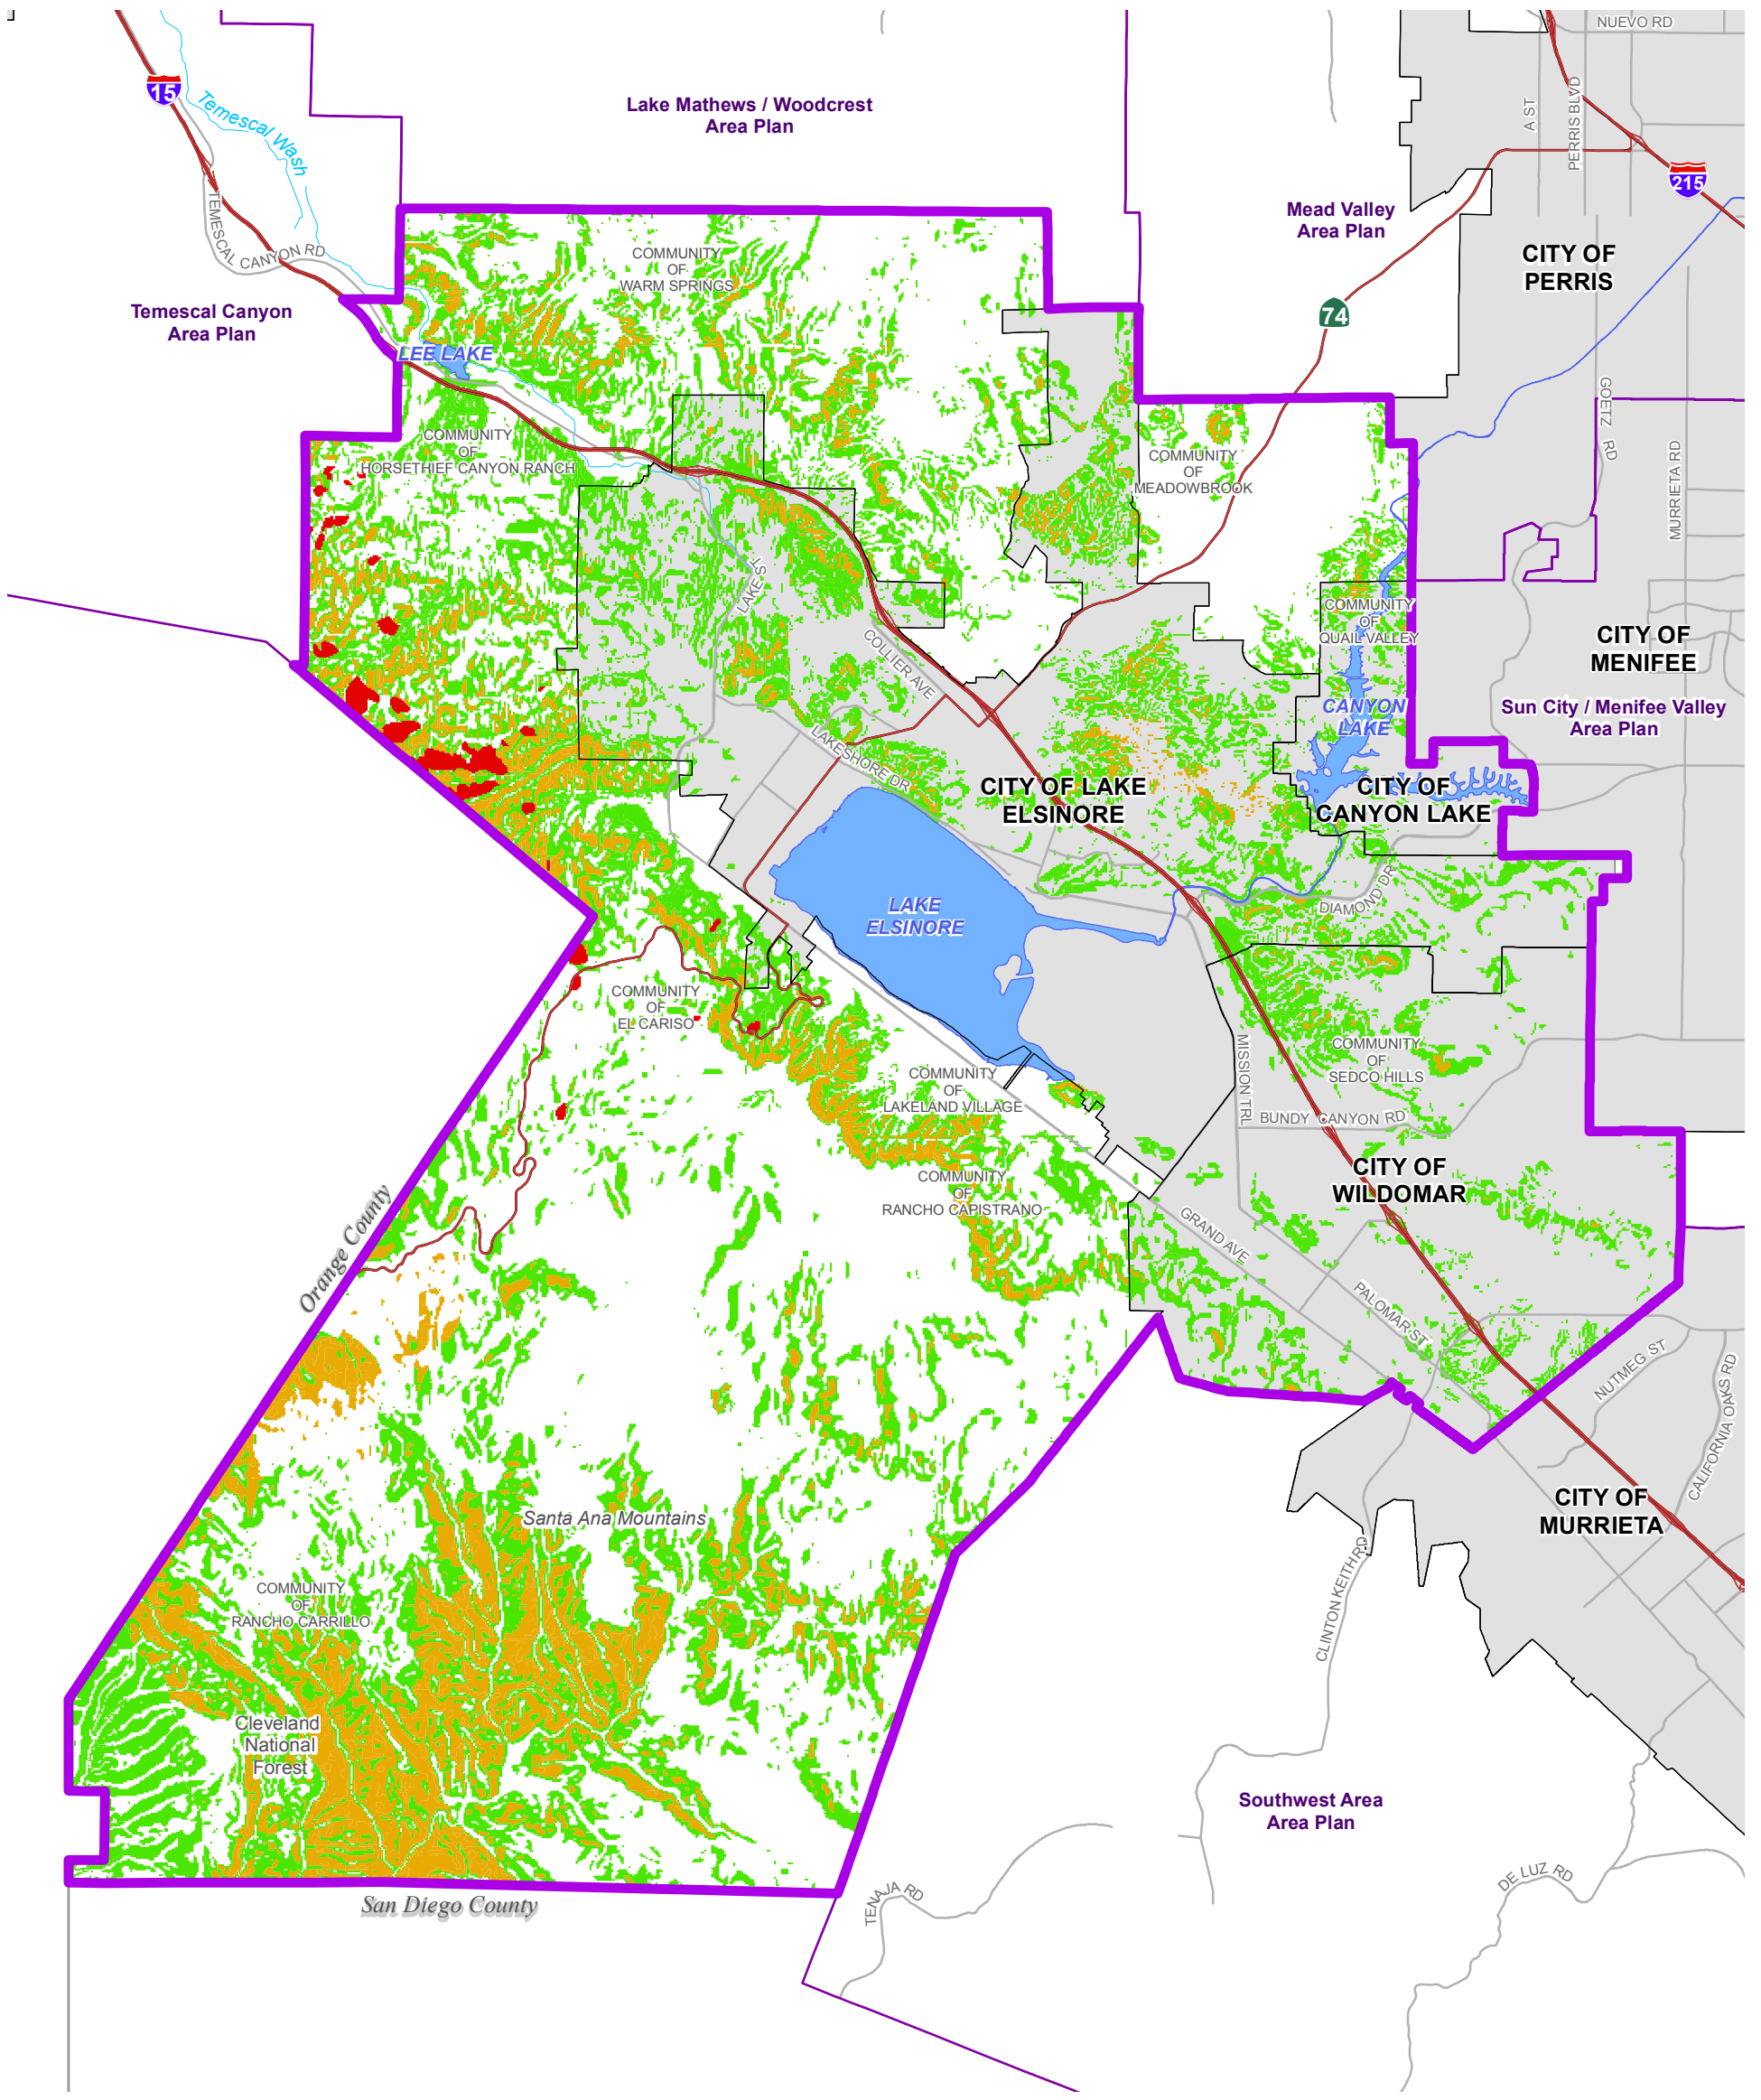 NUEVO RD
15
Temescal Wash
Lake Mathews / Woodcrest
Area Plan
A ST
PERRIS BLVD
215
TEMESCAL CANYON RD
Mead Valley
Area Plan
CITY OF
PERRIS
COMMUNITY
OF
WARM SPRINGS
Temescal Canyon
Area Plan
74
LEE LAKE
GOETZ RD
COMMUNITY
OF
HORSETHIEF CANYON RANCH
COMMUNITY
OF
MEADOWBROOK
MURRIETA RD
LAKE ST
COMMUNITY
OF
QUAIL VALLEY
CITY OF
MENIFEE
COLLIER AVE
CANYON
LAKE
Sun City / Menifee Valley
Area Plan
LAKESHORE DR
CITY OF LAKE
ELSINORE
CITY OF
CANYON LAKE
LAKE
ELSINORE
DIAMOND DR
COMMUNITY
OF
EL CARISO
COMMUNITY
OF
SEDCO HILLS
MISSION TRL
COMMUNITY
OF
LAKELAND VILLAGE
BUNDY CANYON RD
CITY OF
WILDOMAR
COMMUNITY
OF
RANCHO CAPISTRANO
GRAND AVE
Orange County
PALOMAR ST
NUTMEG ST
CALIFORNIA OAKS RD
CITY OF
MURRIETA
Santa Ana Mountains
CLINTON KEITH RD
COMMUNITY
OF
RANCHO CARRILLO
Cleveland
National
Forest
Southwest Area
Area Plan
DE LUZ RD
TENAJA RD
San Diego County